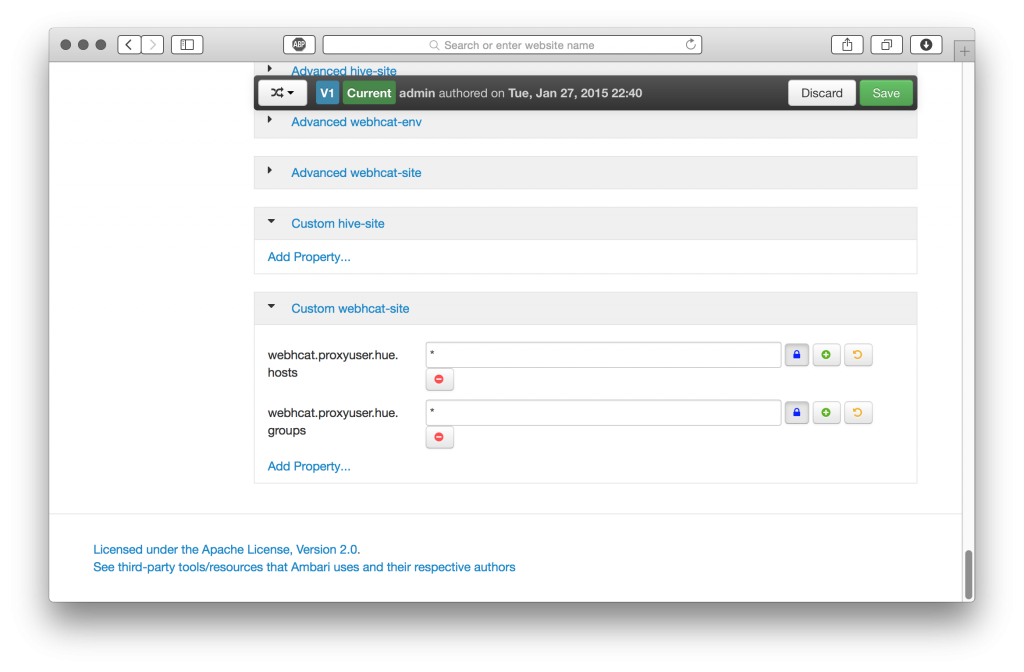 ABP
Search or enter website name
Advanced hive-site
V1 Current admin authored on Tue, Jan 27, 2015 22:40
Discard
Save
Advanced webhcat-env
Advanced webhcat-site
Custom hive-site
Add Property...
Custom webhcat-site
webhcat.proxyuser.hue.
hosts
*
webhcat.proxyuser.hue.
groups
*
Add Property...
Licensed under the Apache License, Version 2.0.
See third-party tools/resources that Ambari uses and their respective authors